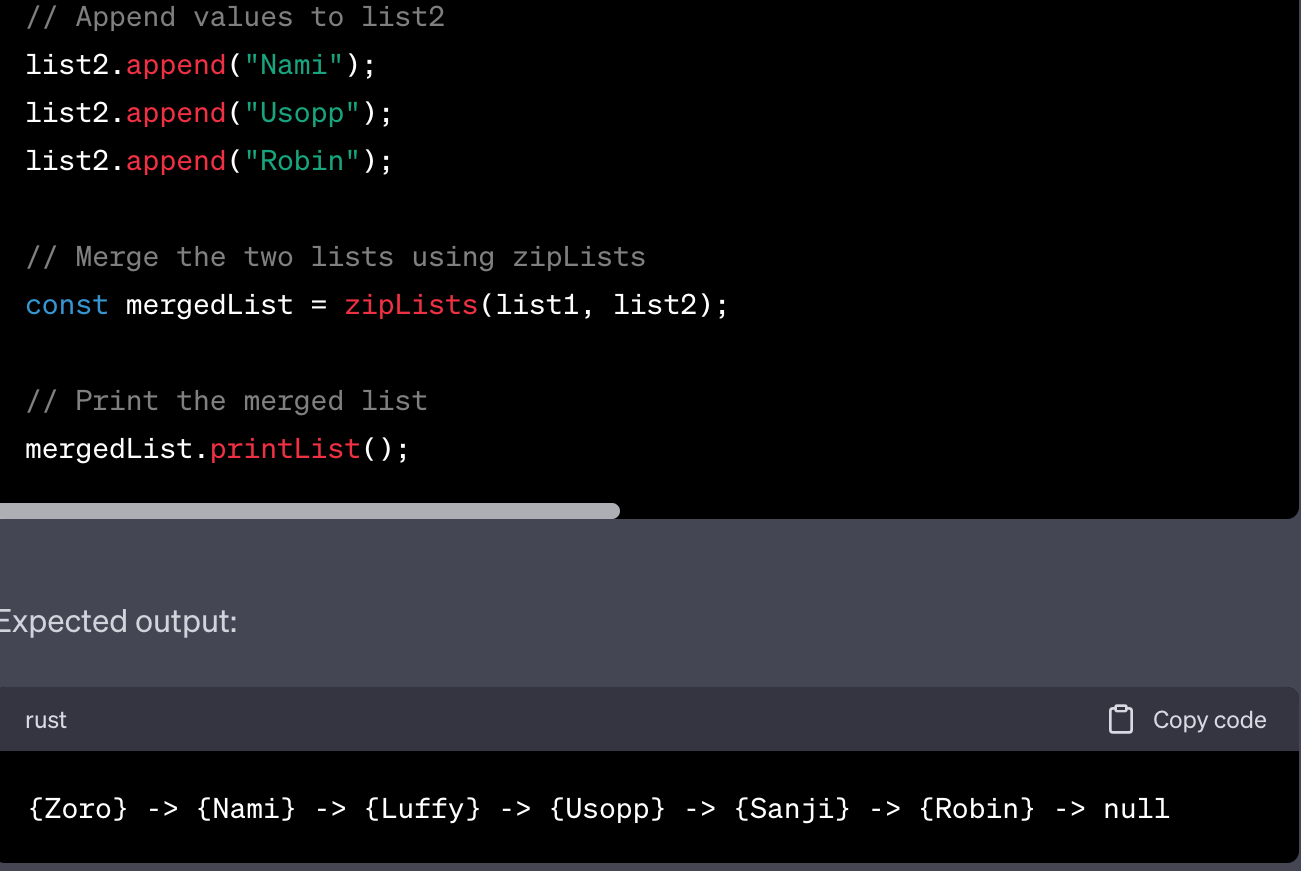 // Append values to list2
list2.append("Nami");
list2.append("Usopp");
list2.append("Robin");
// Merge the two lists using zipLists
const mergedList = zipLists(list1, list2);
// Print the merged list
mergedList.printList();
Expected output:
rust Copy code
{Zoro} -> {Nami} -> {Luffy} -> {Usopp} -> {Sanji} -> {Robin} -> null